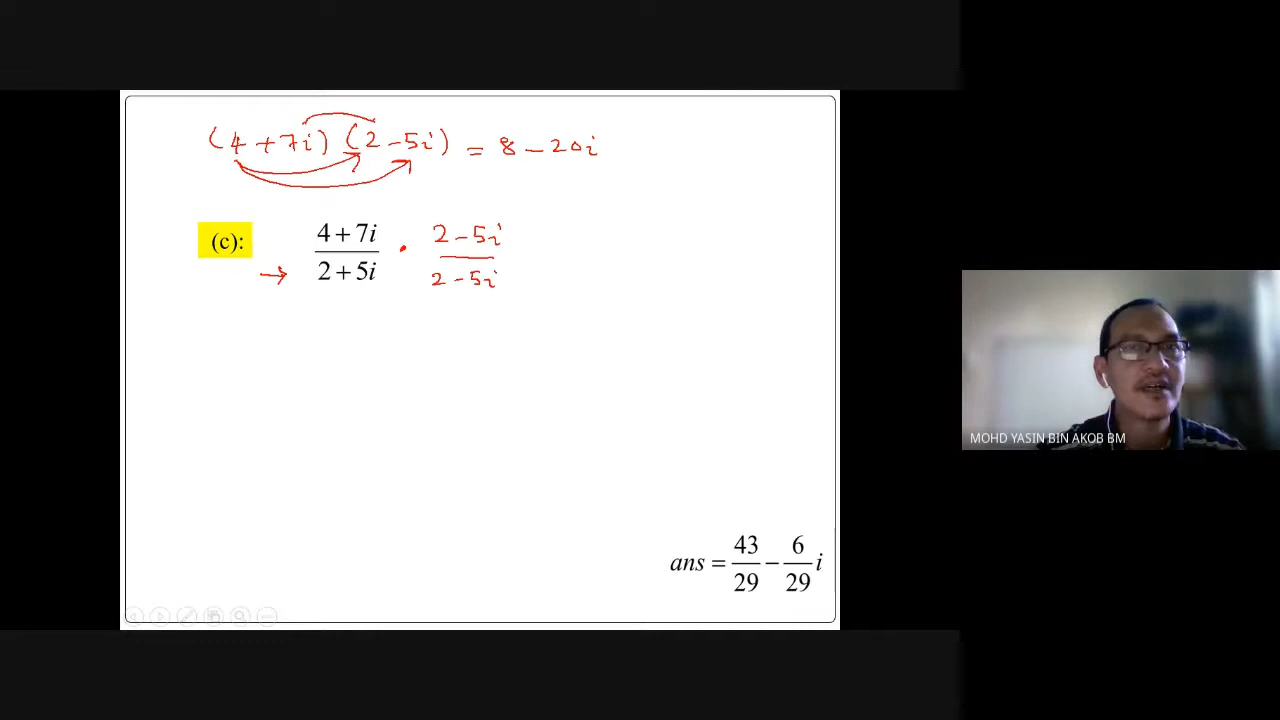 (4+7i)(2-5i) = 8 - 20i
(c): 4+7i/2+5i · 2-5i/2-5i
ans = 43/29 - 6/29 i
MOHD YASIN BIN AKOB BM